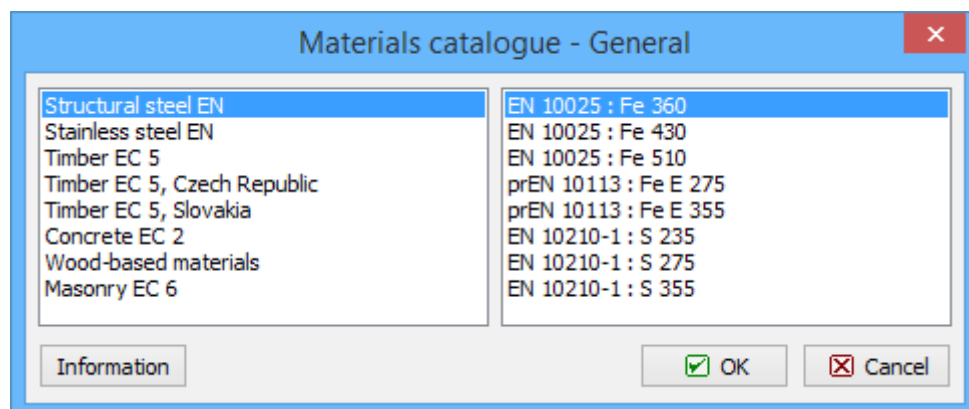 Materials catalogue - General
Structural steel EN
Stainless steel EN
Timber EC 5
Timber EC 5, Czech Republic
Timber EC 5, Slovakia
Concrete EC 2
Wood-based materials
Masonry EC 6
EN 10025 : Fe 360
EN 10025 : Fe 430
EN 10025 : Fe 510
prEN 10113 : Fe E 275
prEN 10113 : Fe E 355
EN 10210-1 : S 235
EN 10210-1 : S 275
EN 10210-1 : S 355
Information
OK
Cancel